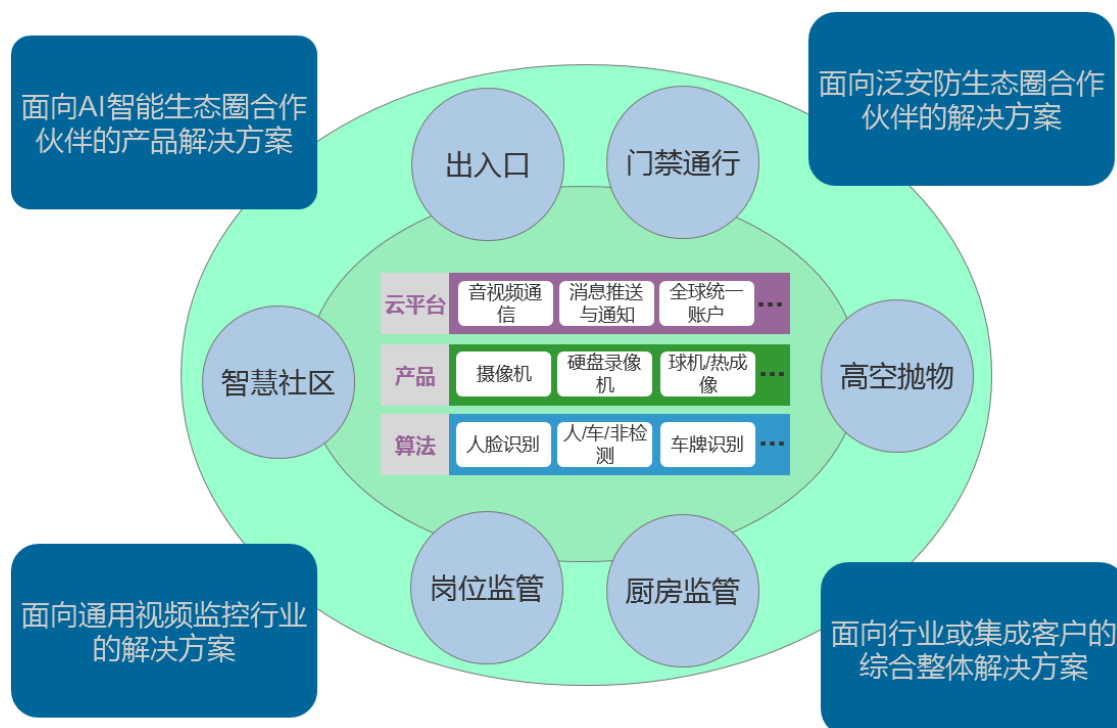 面向AI智能生态圈合作
伙伴的产品解决方案
面向泛安防生态圈合作
伙伴的解决方案
出入口
门禁通行
云平台
音视频通
信
消息推送
与通知
全球统一
账户
...
智慧社区
产品
摄像机
硬盘录像
机
球机/热成
像
...
高空抛物
算法
人脸识别
人/车/非检
测
车牌识别
...
岗位监管
厨房监管
面向通用视频监控行业
的解决方案
面向行业或集成客户的
综合整体解决方案